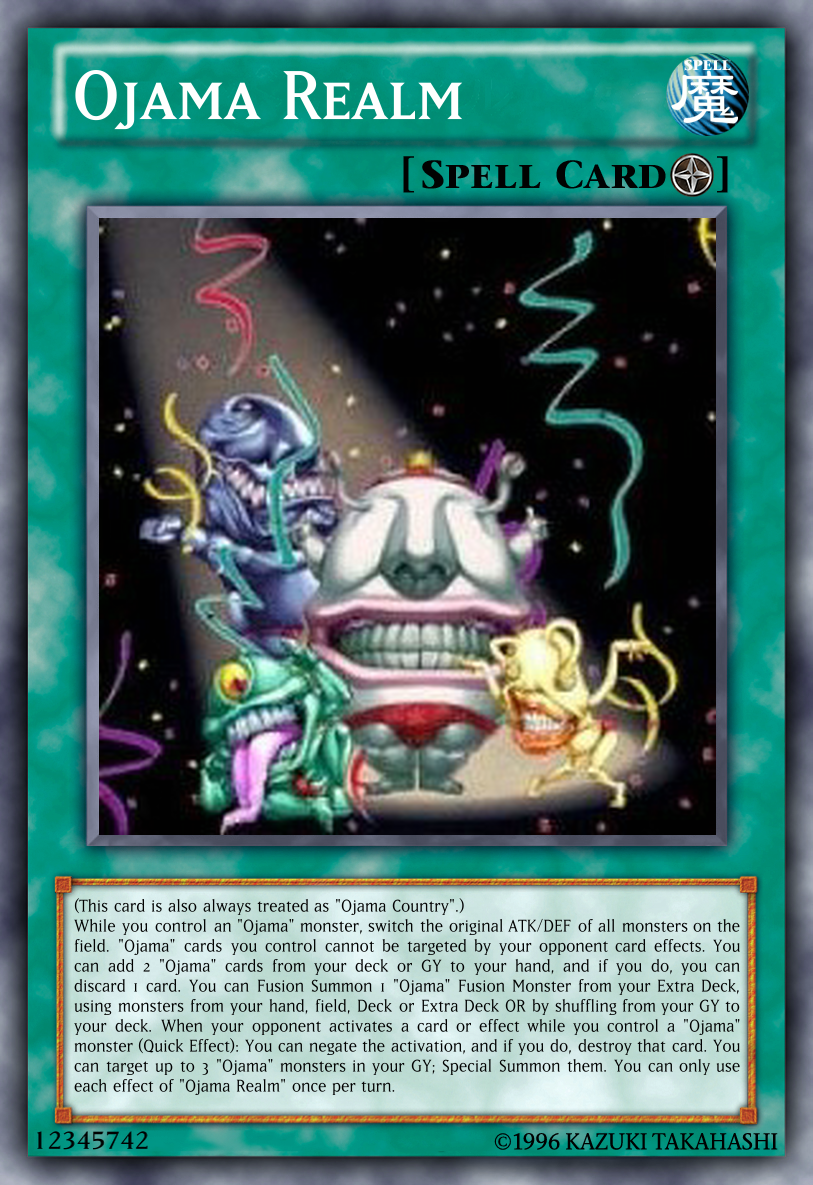 Ojama Realm
SPELL
魔
[Spell Card]
(This card is also always treated as "Ojama Country".)
While you control an "Ojama" monster, switch the original ATK/DEF of all monsters on the
field. "Ojama" cards you control cannot be targeted by your opponent card effects. You
can add 2 "Ojama" cards from your deck or GY to your hand, and if you do, you can
discard 1 card. You can Fusion Summon 1 "Ojama" Fusion Monster from your Extra Deck,
using monsters from your hand, field, Deck or Extra Deck OR by shuffling from your GY to
your deck. When your opponent activates a card or effect while you control a "Ojama"
monster (Quick Effect): You can negate the activation, and if you do, destroy that card. You
can target up to 3 "Ojama" monsters in your GY; Special Summon them. You can only use
each effect of "Ojama Realm" once per turn.
12345742
©1996 KAZUKI TAKAHASHI